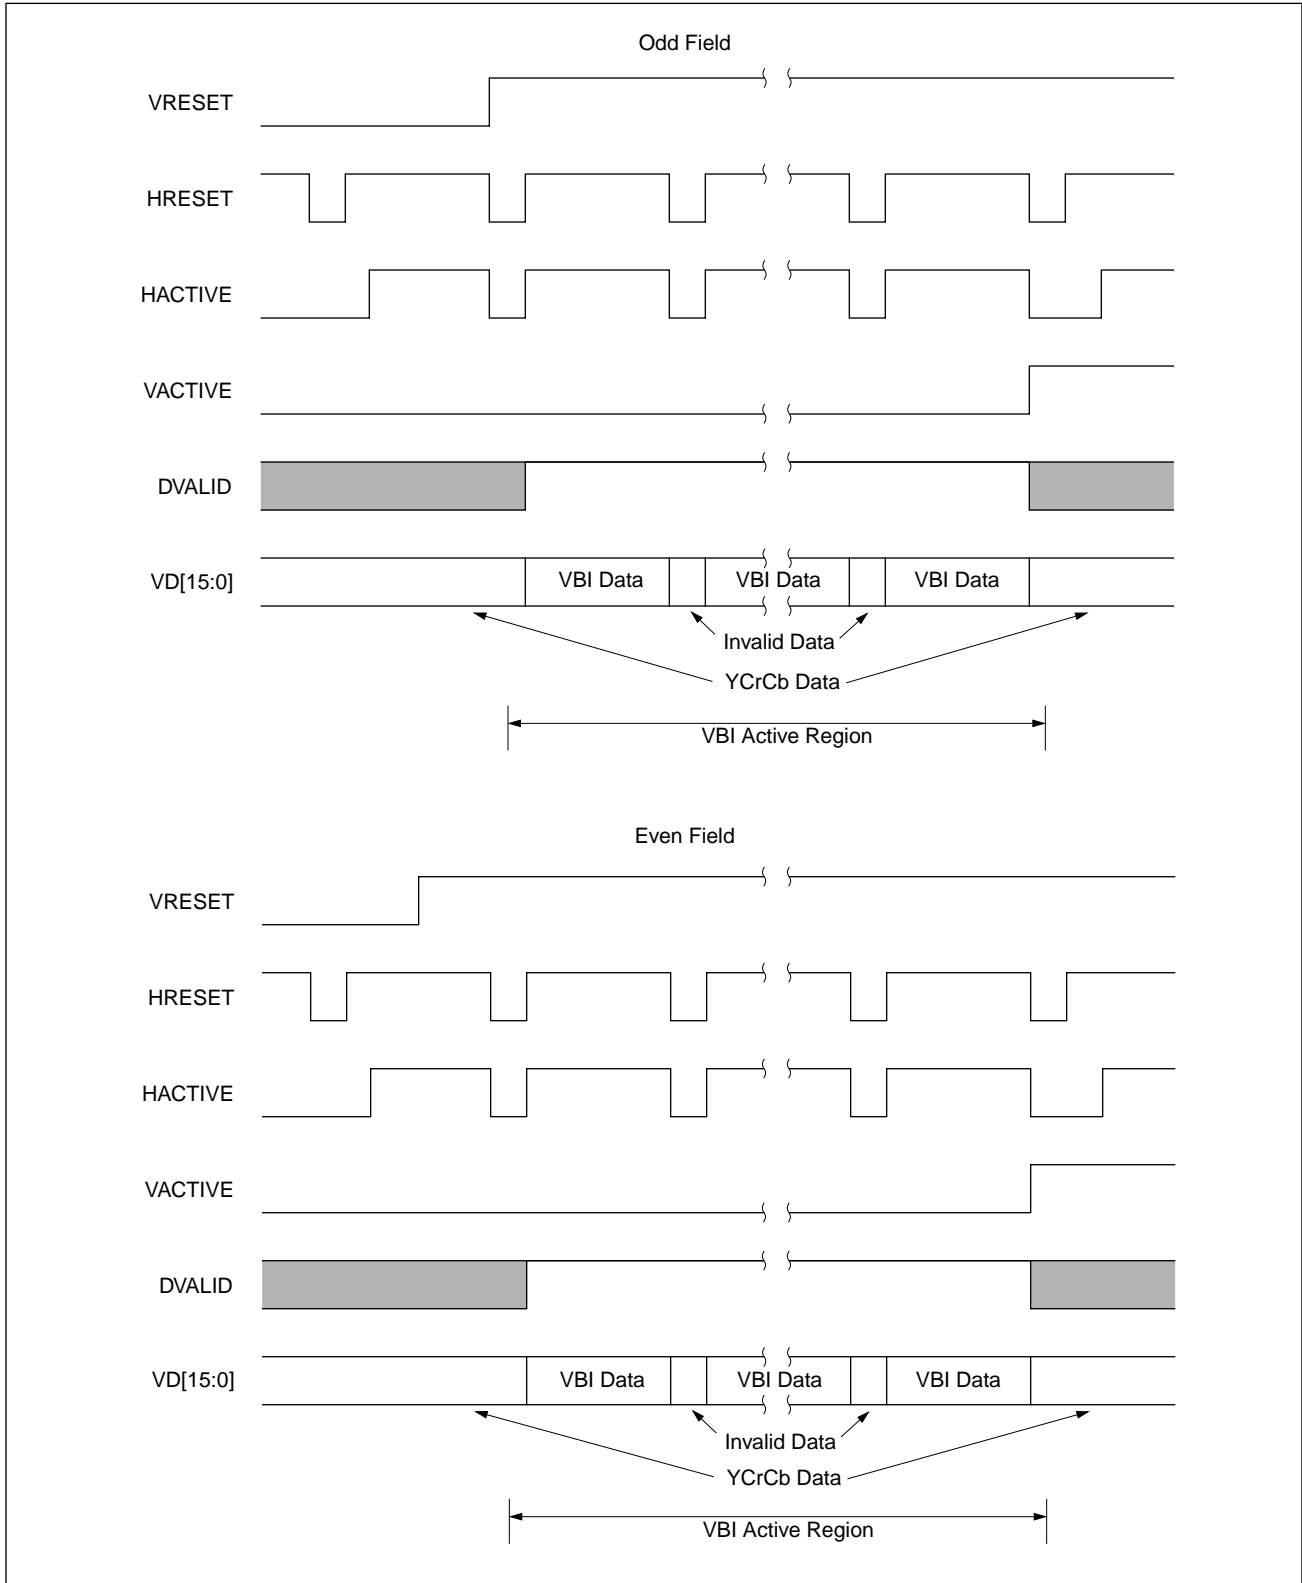 Odd Field
VRESET
HRESET
HACTIVE
VACTIVE
DVALID
VD[15:0]
VBI Data
VBI Data
VBI Data
Invalid Data
YCrCb Data
VBI Active Region
Even Field
VRESET
HRESET
HACTIVE
VACTIVE
DVALID
VD[15:0]
VBI Data
VBI Data
VBI Data
Invalid Data
YCrCb Data
VBI Active Region